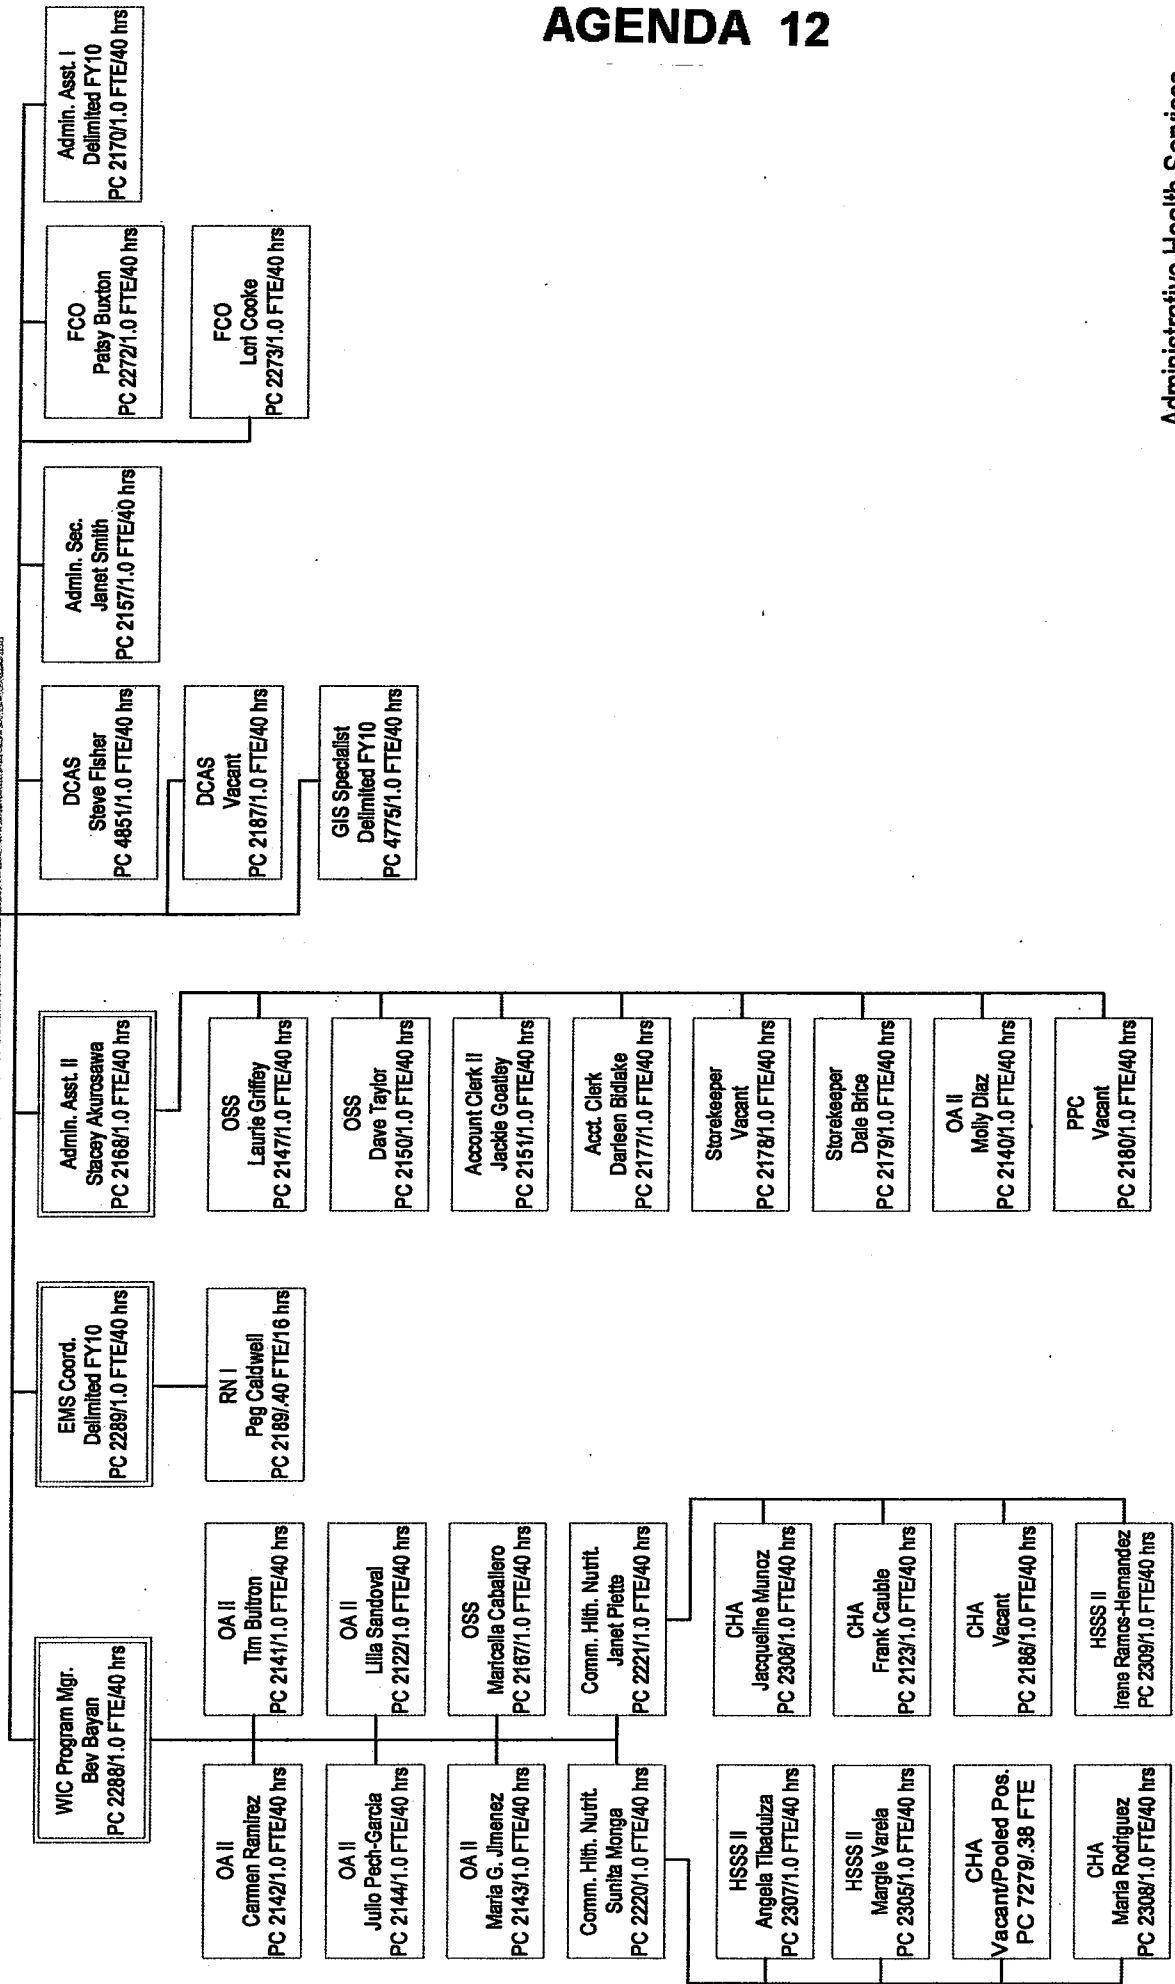 AGENDA 12
WIC Program Mgr.
Bev Bayan
PC 2288/1.0 FTE/40 hrs
EMS Coord.
Delimited FY10
PC 2289/1.0 FTE/40 hrs
Admin. Asst. II
Stacey Akurosawa
PC 2168/1.0 FTE/40 hrs
DCAS
Steve Fisher
PC 4851/1.0 FTE/40 hrs
Admin. Sec.
Janet Smith
PC 2157/1.0 FTE/40 hrs
FCO
Patsy Buxton
PC 2272/1.0 FTE/40 hrs
Admin. Asst. I
Delimited FY10
PC 2170/1.0 FTE/40 hrs
FCO
Lori Cooke
PC 2273/1.0 FTE/40 hrs
DCAS
Vacant
PC 2187/1.0 FTE/40 hrs
GIS Specialist
Delimited FY10
PC 4775/1.0 FTE/40 hrs
OSS
Laurie Griffey
PC 2147/1.0 FTE/40 hrs
OSS
Dave Taylor
PC 2150/1.0 FTE/40 hrs
Account Clerk II
Jackie Goatley
PC 2151/1.0 FTE/40 hrs
Acct. Clerk
Darleen Bidlake
PC 2177/1.0 FTE/40 hrs
Storekeeper
Vacant
PC 2178/1.0 FTE/40 hrs
Storekeeper
Dale Brice
PC 2179/1.0 FTE/40 hrs
OA II
Molly Diaz
PC 2140/1.0 FTE/40 hrs
PPC
Vacant
PC 2180/1.0 FTE/40 hrs
RN I
Peg Caldwell
PC 2189/.40 FTE/16 hrs
OA II
Carmen Ramirez
PC 2142/1.0 FTE/40 hrs
OA II
Tim Buitron
PC 2141/1.0 FTE/40 hrs
OA II
Julio Pech-Garcia
PC 2144/1.0 FTE/40 hrs
OA II
Lilia Sandoval
PC 2122/1.0 FTE/40 hrs
OA II
Maria G. Jimenez
PC 2143/1.0 FTE/40 hrs
OSS
Maricella Caballero
PC 2167/1.0 FTE/40 hrs
Comm. Hlth. Nutrit.
Sunita Monga
PC 2220/1.0 FTE/40 hrs
Comm. Hlth. Nutrit.
Janet Piette
PC 2221/1.0 FTE/40 hrs
HSSS II
Angela Tibaduiza
PC 2307/1.0 FTE/40 hrs
HSSS II
Margie Varela
PC 2305/1.0 FTE/40 hrs
CHA
Vacant/Pooled Pos.
PC 7279/.38 FTE
CHA
Maria Rodriguez
PC 2308/1.0 FTE/40 hrs
CHA
Jacqueline Munoz
PC 2306/1.0 FTE/40 hrs
CHA
Frank Cauble
PC 2123/1.0 FTE/40 hrs
CHA
Vacant
PC 2186/1.0 FTE/40 hrs
HSSS II
Irene Ramos-Hernandez
PC 2309/1.0 FTE/40 hrs
Administrative Health Services